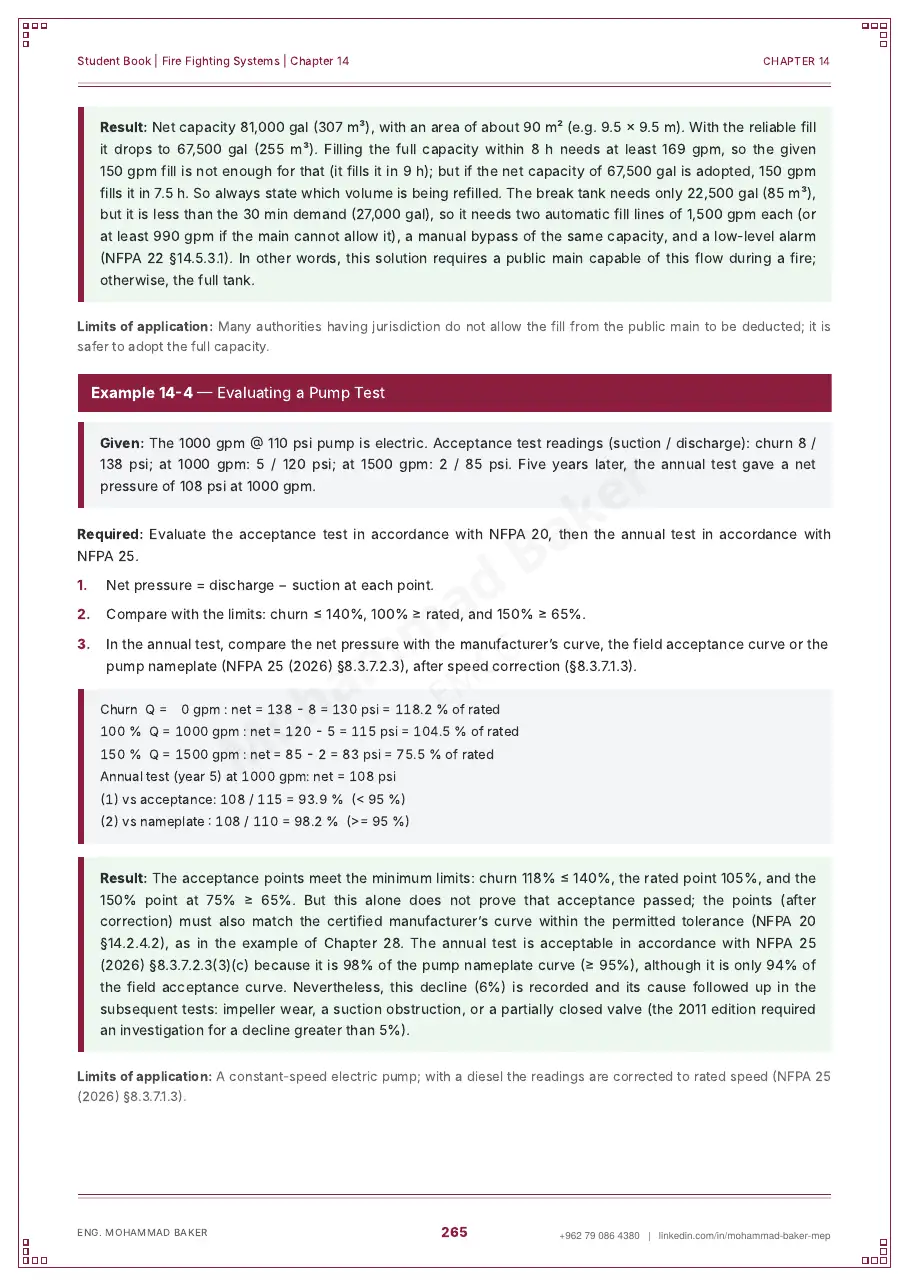 Student Book | Fire Fighting Systems | Chapter 14
CHAPTER 14
Result: Net capacity 81,000 gal (307 m³), with an area of about 90 m² (e.g. 9.5 × 9.5 m). With the reliable fill
it drops to 67,500 gal (255 m³). Filling the full capacity within 8 h needs at least 169 gpm, so the given
150 gpm fill is not enough for that (it fills it in 9 h); but if the net capacity of 67,500 gal is adopted, 150 gpm
fills it in 7.5 h. So always state which volume is being refilled. The break tank needs only 22,500 gal (85 m³),
but it is less than the 30 min demand (27,000 gal), so it needs two automatic fill lines of 1,500 gpm each (or
at least 990 gpm if the main cannot allow it), a manual bypass of the same capacity, and a low-level alarm
(NFPA 22 §14.5.3.1). In other words, this solution requires a public main capable of this flow during a fire;
otherwise, the full tank.
Limits of application: Many authorities having jurisdiction do not allow the fill from the public main to be deducted; it is
safer to adopt the full capacity.
Example 14-4 — Evaluating a Pump Test
Given: The 1000 gpm @ 110 psi pump is electric. Acceptance test readings (suction / discharge): churn 8 /
138 psi; at 1000 gpm: 5 / 120 psi; at 1500 gpm: 2 / 85 psi. Five years later, the annual test gave a net
pressure of 108 psi at 1000 gpm.
Required: Evaluate the acceptance test in accordance with NFPA 20, then the annual test in accordance with
NFPA 25.
1. Net pressure = discharge − suction at each point.
2. Compare with the limits: churn ≤ 140%, 100% ≥ rated, and 150% ≥ 65%.
3. In the annual test, compare the net pressure with the manufacturer's curve, the field acceptance curve or the
pump nameplate (NFPA 25 (2026) §8.3.7.2.3), after speed correction (§8.3.7.1.3).
Churn Q = 0 gpm : net = 138 - 8 = 130 psi = 118.2 % of rated
100 % Q = 1000 gpm : net = 120 - 5 = 115 psi = 104.5 % of rated
150 % Q = 1500 gpm : net = 85 - 2 = 83 psi = 75.5 % of rated
Annual test (year 5) at 1000 gpm: net = 108 psi
(1) vs acceptance: 108 / 115 = 93.9 % (< 95 %)
(2) vs nameplate : 108 / 110 = 98.2 % (>= 95 %)
Result: The acceptance points meet the minimum limits: churn 118% ≤ 140%, the rated point 105%, and the
150% point at 75% ≥ 65%. But this alone does not prove that acceptance passed; the points (after
correction) must also match the certified manufacturer's curve within the permitted tolerance (NFPA 20
§14.2.4.2), as in the example of Chapter 28. The annual test is acceptable in accordance with NFPA 25
(2026) §8.3.7.2.3(3)(c) because it is 98% of the pump nameplate curve (≥ 95%), although it is only 94% of
the field acceptance curve. Nevertheless, this decline (6%) is recorded and its cause followed up in the
subsequent tests: impeller wear, a suction obstruction, or a partially closed valve (the 2011 edition required
an investigation for a decline greater than 5%).
Limits of application: A constant-speed electric pump; with a diesel the readings are corrected to rated speed (NFPA 25
(2026) §8.3.7.1.3).
ENG. MOHAMMAD BAKER
265
+962 79 086 4380 | linkedin.com/in/mohammad-baker-mep
Mohammad Baker